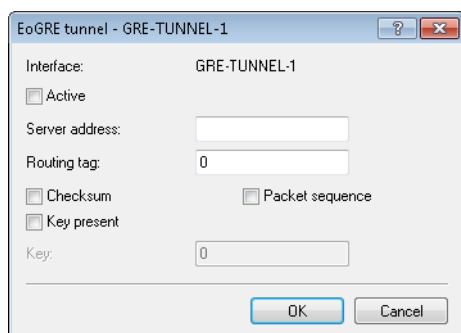 EoGRE tunnel - GRE-TUNNEL-1
Interface: GRE-TUNNEL-1
Active
Server address:
Routing tag: 0
Checksum Packet sequence
Key present
Key: 0
OK Cancel